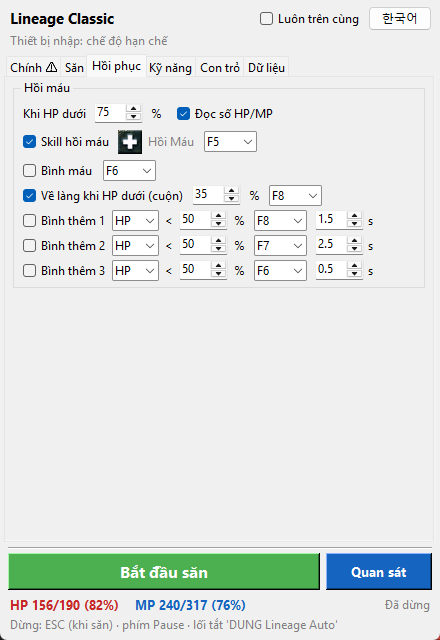 Lineage Classic
Luôn trên cùng
한국어
Thiết bị nhập: chế độ hạn chế
Chính ⚠ Săn Hồi phục Kỹ năng Con trỏ Dữ liệu
Hồi máu
Khi HP dưới 75 % Đọc số HP/MP
Skill hồi máu Hồi Máu F5
Bình máu F6
Về làng khi HP dưới (cuộn) 35 % F8
Bình thêm 1 HP < 50 % F8 1.5 s
Bình thêm 2 HP < 50 % F7 2.5 s
Bình thêm 3 HP < 50 % F6 0.5 s
Bắt đầu săn Quan sát
HP 156/190 (82%) MP 240/317 (76%) Đã dừng
Dừng: ESC (khi săn) · phím Pause · lối tắt 'DUNG Lineage Auto'